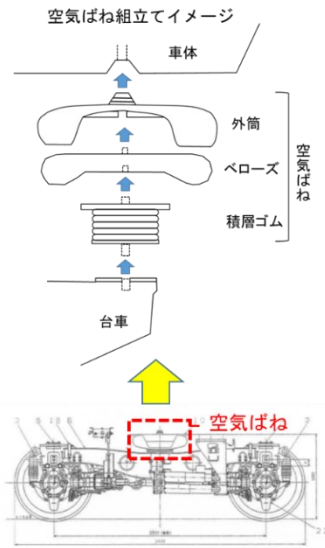 空気ばね組立てイメージ
車体
外筒
ベローズ
空気ばね
積層ゴム
台車
空気ばね